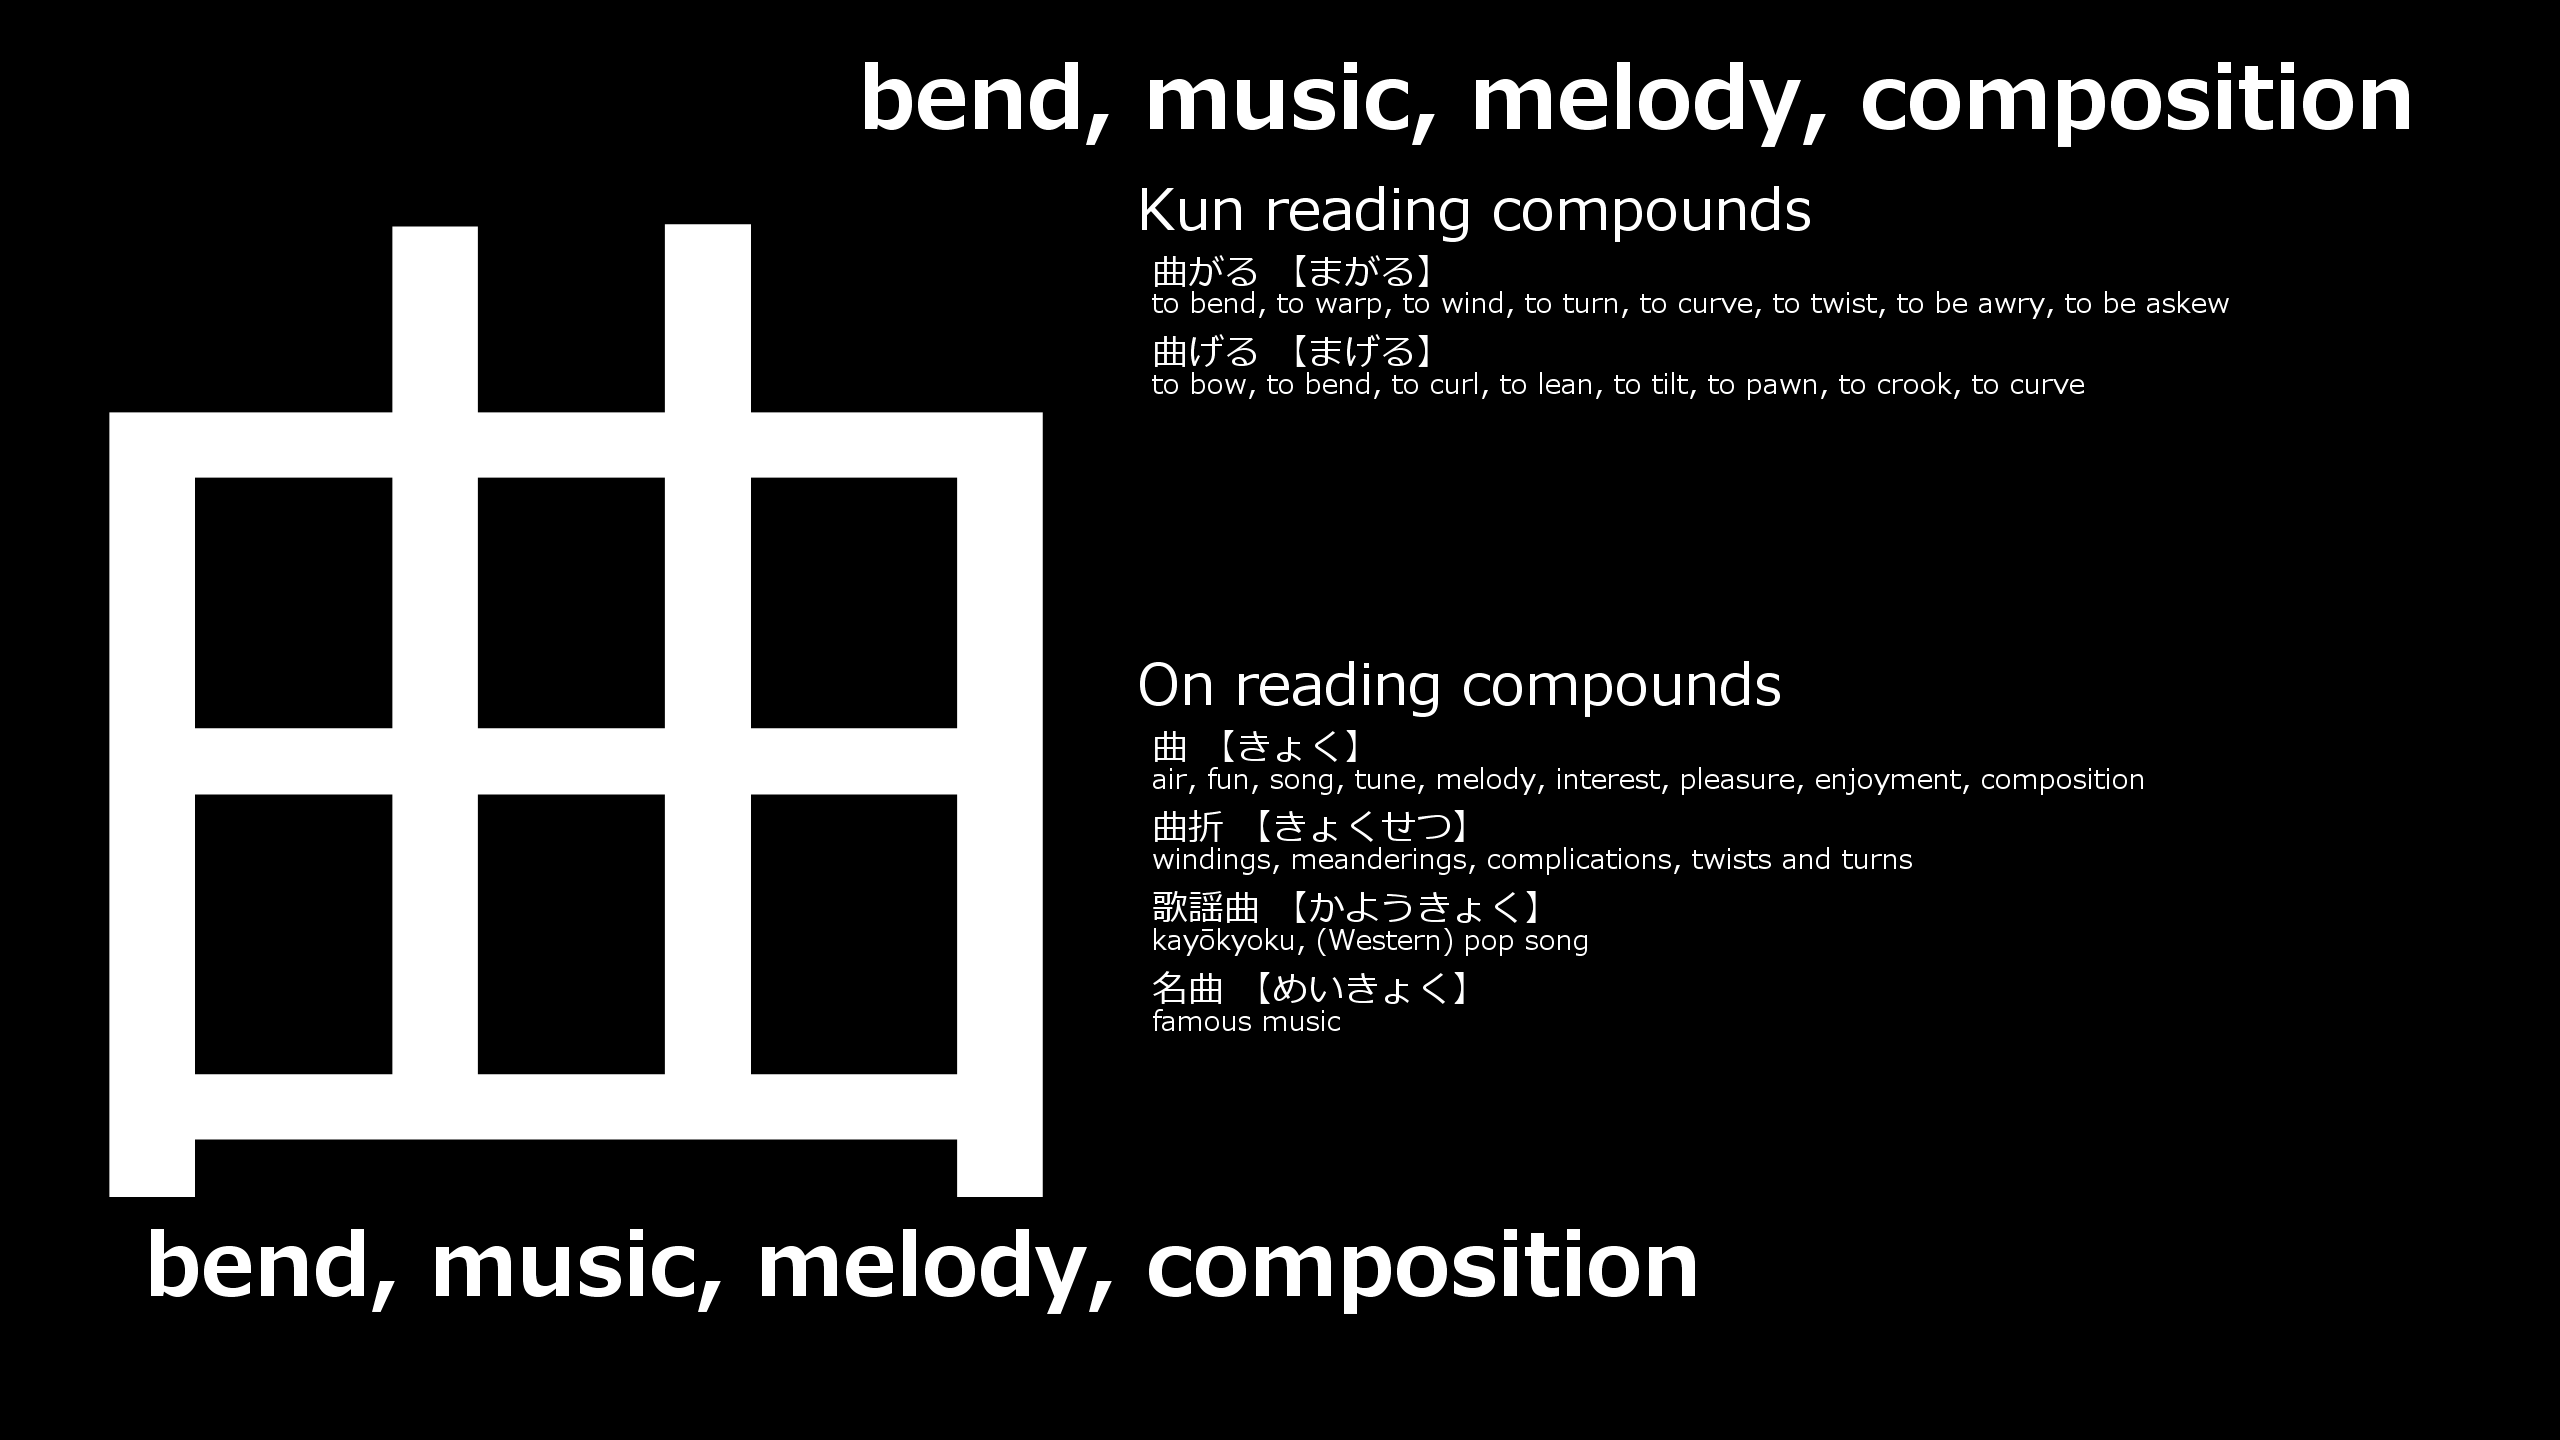 bend, music, melody, composition
曲
Kun reading compounds
曲がる 【まがる】
to bend, to warp, to wind, to turn, to curve, to twist, to be awry, to be askew
曲げる 【まげる】
to bow, to bend, to curl, to lean, to tilt, to pawn, to crook, to curve
On reading compounds
曲 【きょく】
air, fun, song, tune, melody, interest, pleasure, enjoyment, composition
曲折 【きょくせつ】
windings, meanderings, complications, twists and turns
歌謡曲 【かようきょく】
kayōkyoku, (Western) pop song
名曲 【めいきょく】
famous music
bend, music, melody, composition